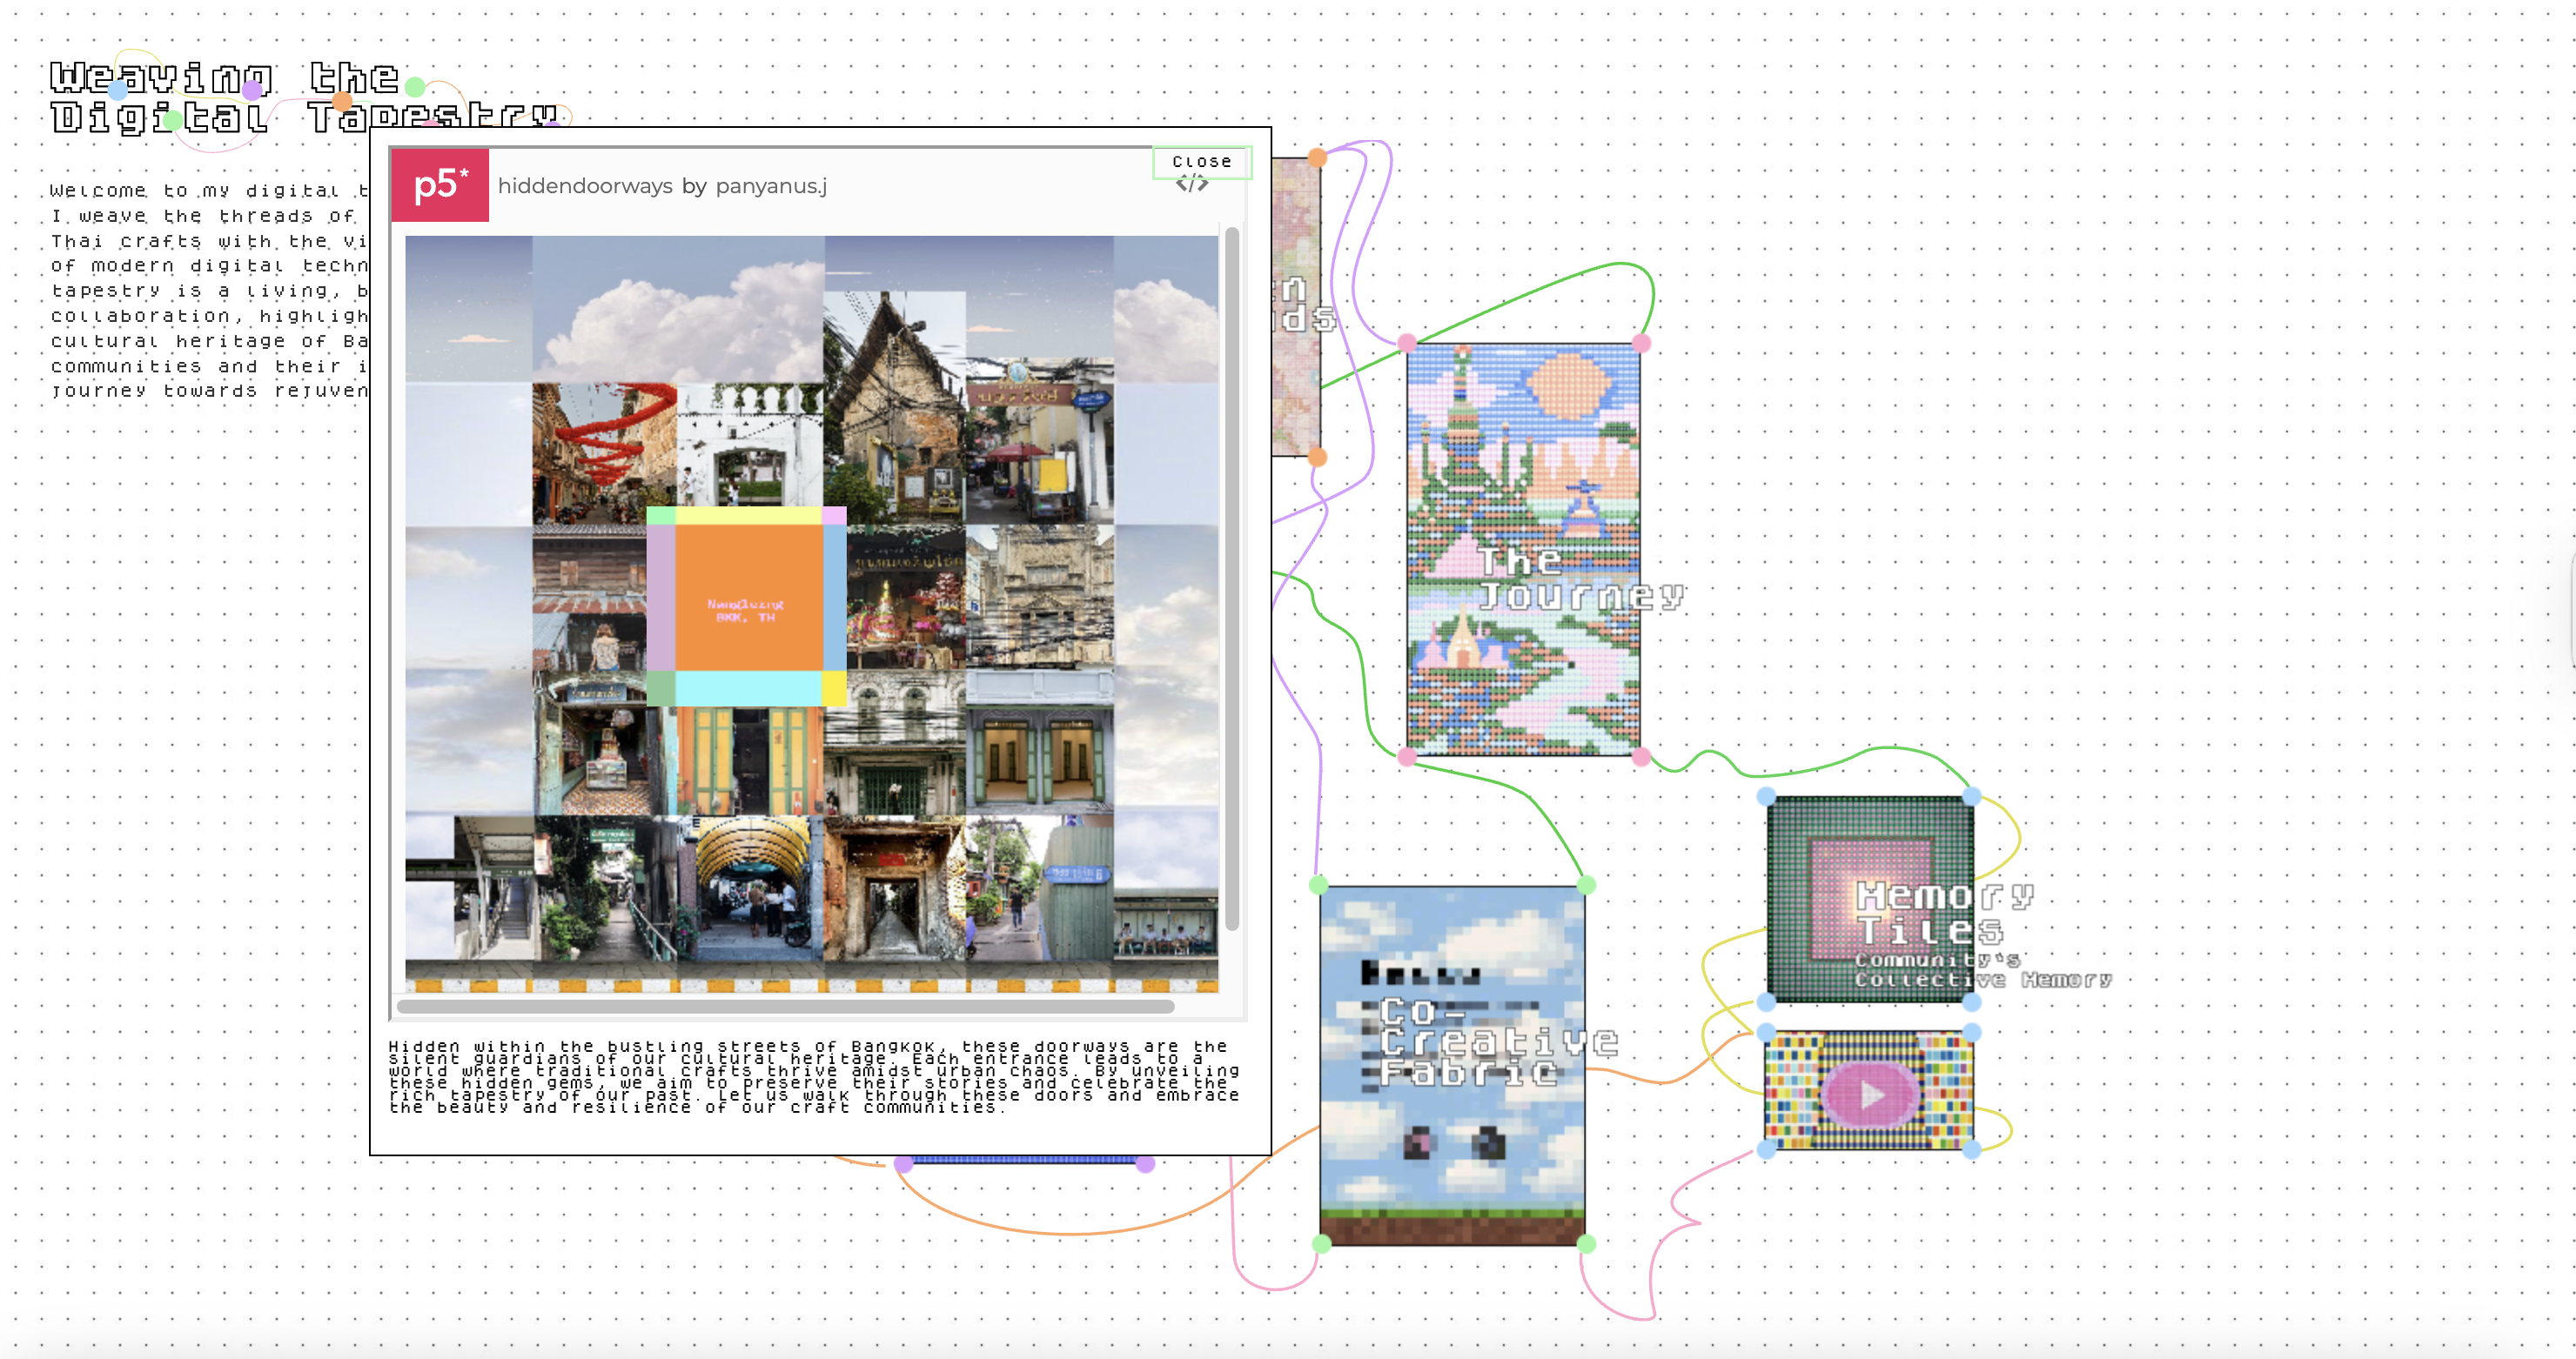 Weaving the
Digital Tapestry
Welcome to my digital t
I weave the threads of
Thai crafts with the vi
of modern digital techn
tapestry is a living, b
collaboration, highligh
cultural heritage of Ba
communities and their i
journey towards rejuven
Close
p5* hiddendoorways by panyanus.j
</>
Nangloeng
BKK, TH
Hidden within the bustling streets of Bangkok, these doorways are the
silent guardians of our cultural heritage. Each entrance leads to a
world where traditional crafts thrive amidst urban chaos. By unveiling
these hidden gems, we aim to preserve their stories and celebrate the
rich tapestry of our past. Let us walk through these doors and embrace
the beauty and resilience of our craft communities.
n
ds
The
Journey
Co-
Creative
Fabric
Memory
Tiles
Community's
Collective Memory